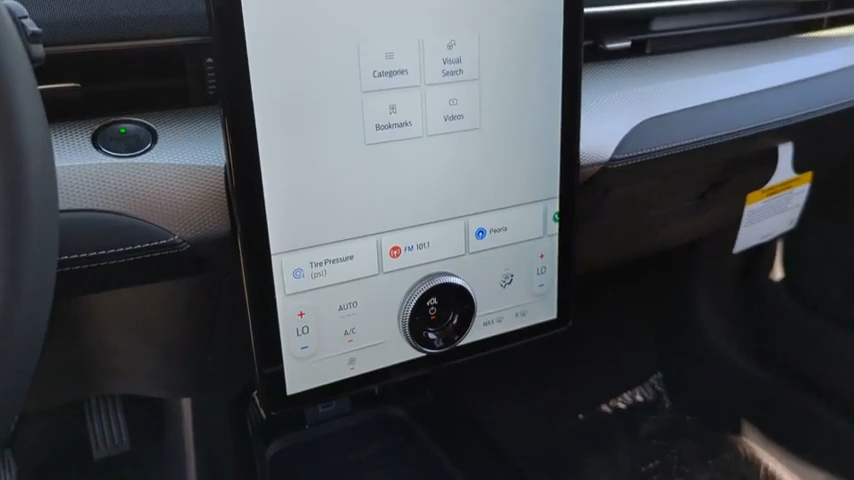 Categories
Visual
Search
Bookmarks
Videos
Tire Pressure
(psi)
FM 101.1
Peoria
LO
AUTO
A/C
VOL
LO
MAX
R